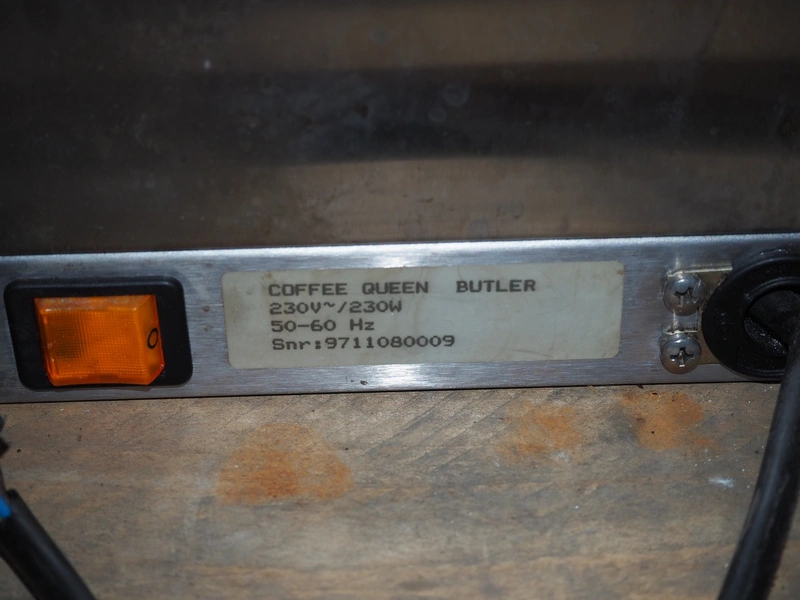 COFFEE QUEEN BUTLER
230V~/230W
50-60 Hz
Snr:9711080009
O